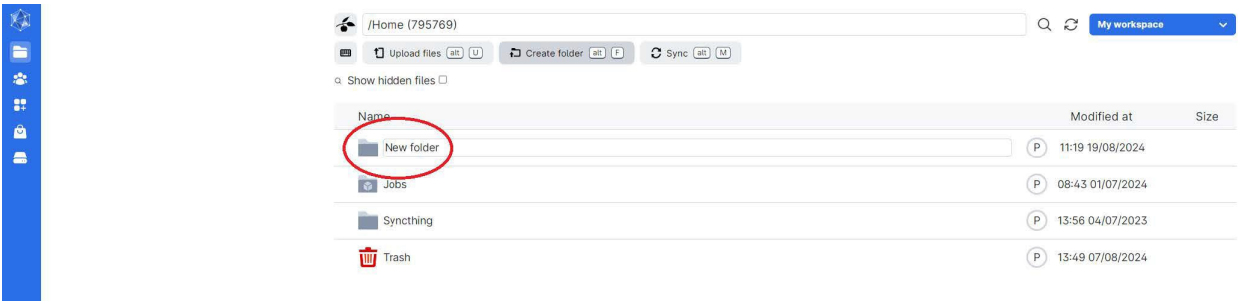 /Home (795769)
My workspace
Upload files alt U Create folder alt F Sync alt M
Show hidden files
Name Modified at Size
New folder P 11:19 19/08/2024
Jobs P 08:43 01/07/2024
Syncthing P 13:56 04/07/2023
Trash P 13:49 07/08/2024